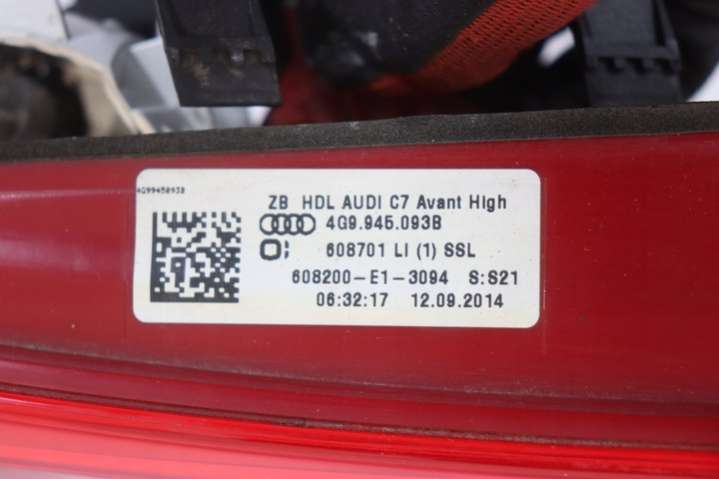 4G9945093B
ZB HDL AUDI C7 Avant High
4G9.945.093B
608701 LI (1) SSL
608200-E1-3094 S:S21
06:32:17 12.09.2014